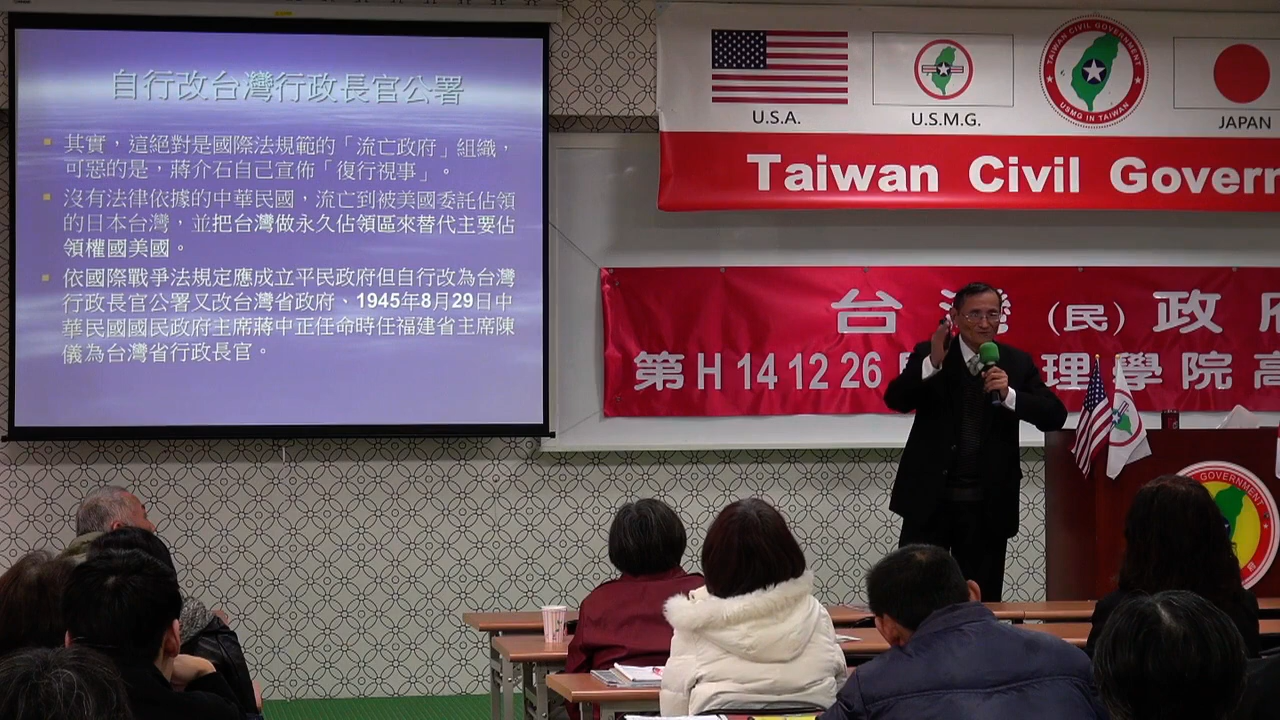 自行改台灣行政長官公署
其實，這絕對是國際法規範的「流亡政府」組織，
可惡的是，蔣介石自己宣佈「復行視事」。
沒有法律依據的中華民國，流亡到被美國委託佔領
的日本台灣，並把台灣做永久佔領區來替代主要佔
領權國美國。
依國際戰爭法規定應成立平民政府但自行改為台灣
行政長官公署又改台灣省政府、1945年8月29日中
華民國國民政府主席蔣中正任命時任福建省主席陳
儀為台灣省行政長官。
U.S.A.
U.S.M.G.
TAIWAN CIVIL GOVERNMENT
USMG IN TAIWAN
JAPAN
Taiwan Civil Govern
台灣（民）政府
第H 14 12 26
理學院高
GOVERNMENT